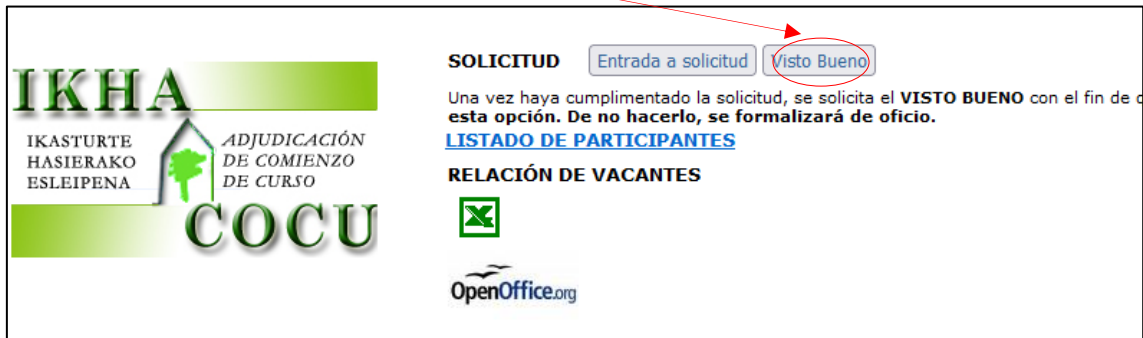 IKHA
IKASTURTE
HASIERAKO
ESLEIPENA
ADJUDICACIÓN
DE COMIENZO
DE CURSO
COCU
SOLICITUD Entrada a solicitud Visto Bueno
Una vez haya cumplimentado la solicitud, se solicita el VISTO BUENO con el fin de
esta opción. De no hacerlo, se formalizará de oficio.
LISTADO DE PARTICIPANTES
RELACIÓN DE VACANTES
OpenOffice.org